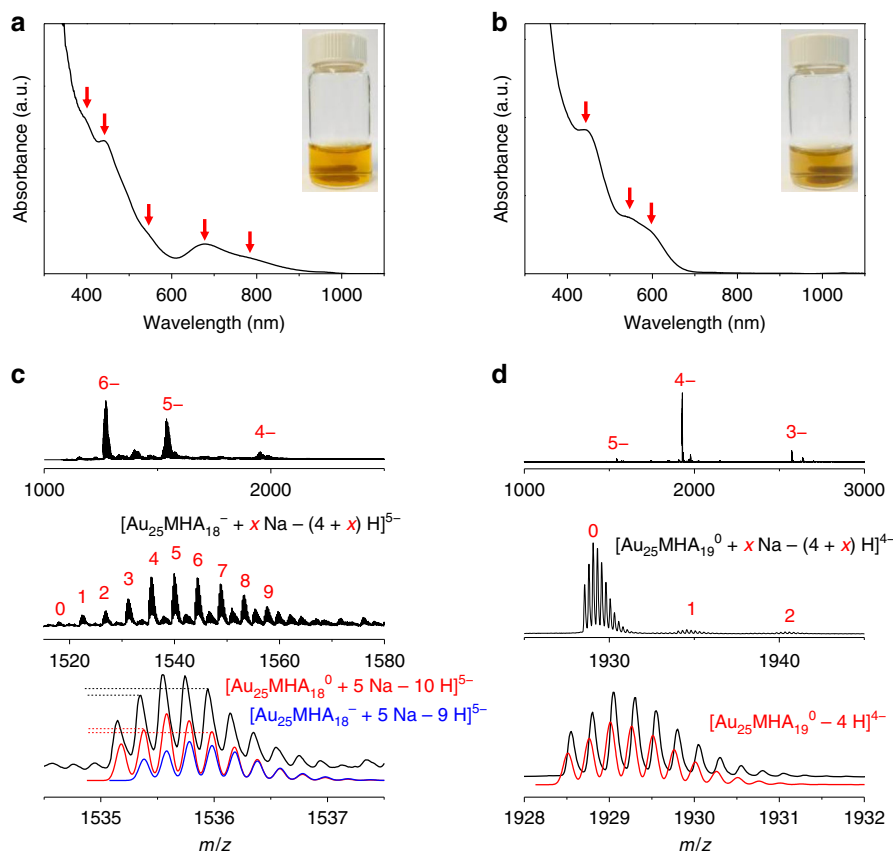 a
b
Absorbance (a.u.)
400 600 800 1000
Wavelength (nm)
Absorbance (a.u.)
400 600 800 1000
Wavelength (nm)
c
6–
5–
4–
1000 2000
[Au₂₅MHA₁₈⁻ + x Na – (4 + x) H]⁵⁻
0 1 2 3 4 5 6 7 8 9
1520 1540 1560 1580
[Au₂₅MHA₁₈⁰ + 5 Na – 10 H]⁵⁻
[Au₂₅MHA₁₈⁻ + 5 Na – 9 H]⁵⁻
1535 1536 1537
m/z
d
5–
4–
3–
1000 2000 3000
[Au₂₅MHA₁₉⁰ + x Na – (4 + x) H]⁴⁻
0 1 2
1930 1940
[Au₂₅MHA₁₉⁰ – 4 H]⁴⁻
1928 1929 1930 1931 1932
m/z